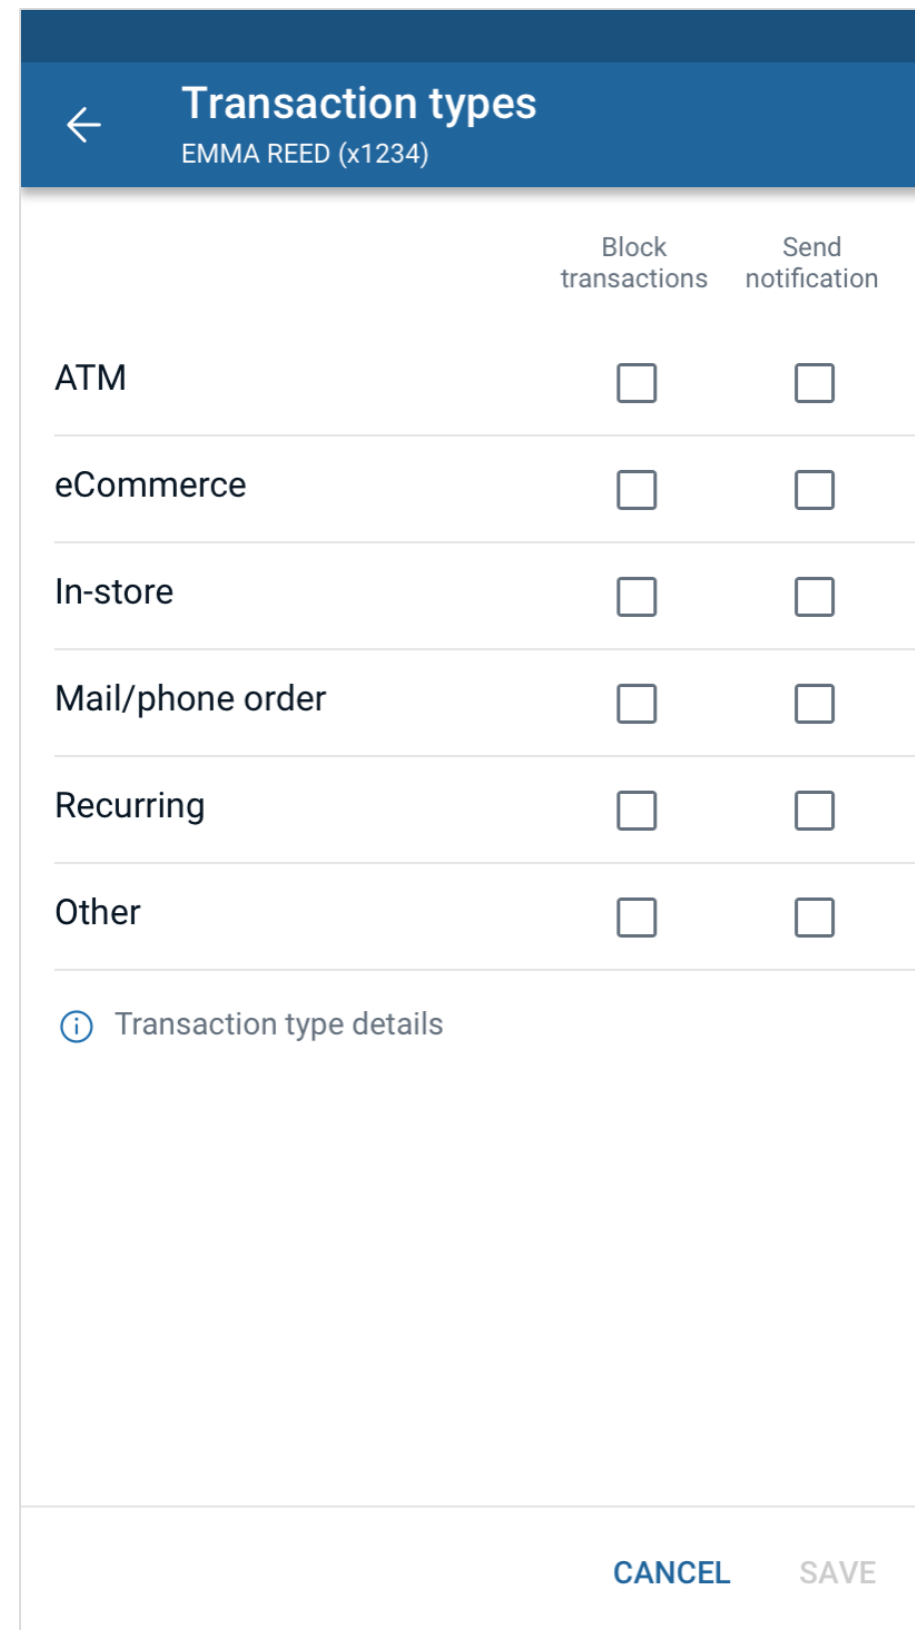 Transaction types
EMMA REED (x1234)
Block
transactions
Send
notification
ATM
eCommerce
In-store
Mail/phone order
Recurring
Other
Transaction type details
CANCEL
SAVE